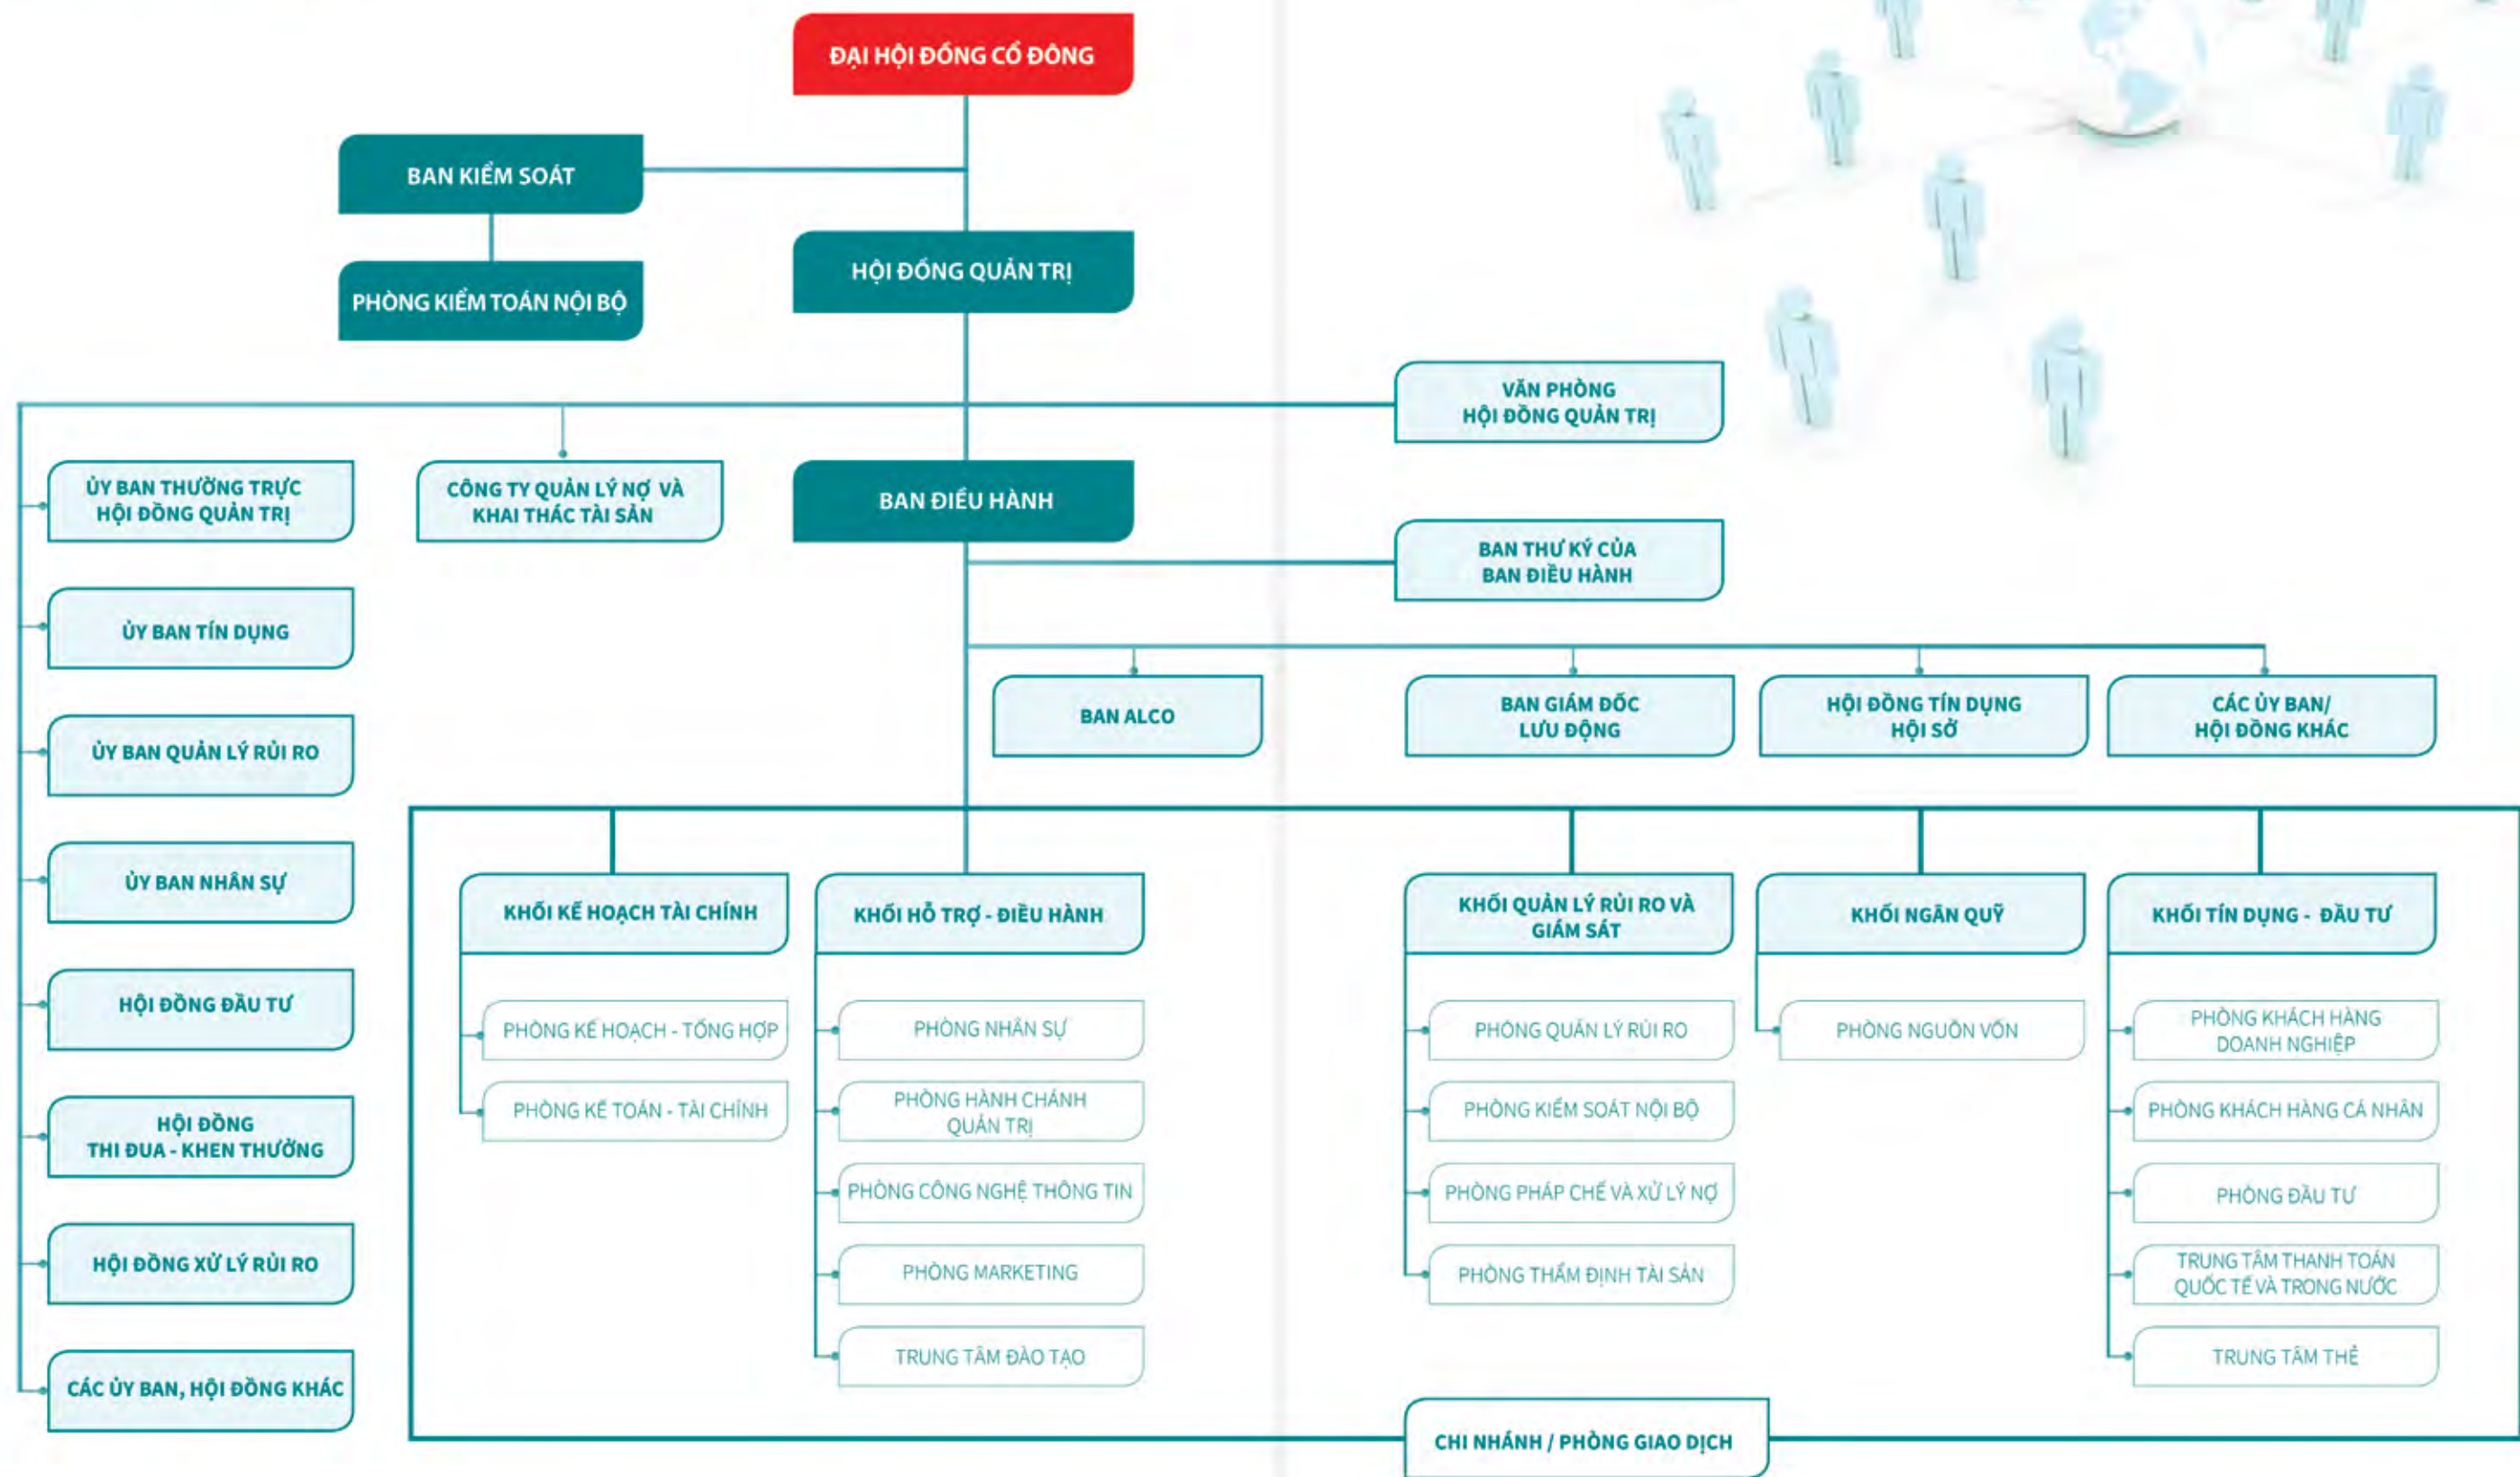 ĐẠI HỘI ĐỒNG CỔ ĐÔNG
BAN KIỂM SOÁT
PHÒNG KIỂM TOÁN NỘI BỘ
HỘI ĐỒNG QUẢN TRỊ
VĂN PHÒNG
HỘI ĐỒNG QUẢN TRỊ
ỦY BAN THƯỜNG TRỰC
HỘI ĐỒNG QUẢN TRỊ
CÔNG TY QUẢN LÝ NỢ VÀ
KHAI THÁC TÀI SẢN
BAN ĐIỀU HÀNH
BAN THƯ KÝ CỦA
BAN ĐIỀU HÀNH
ỦY BAN TÍN DỤNG
ỦY BAN QUẢN LÝ RỦI RO
ỦY BAN NHÂN SỰ
HỘI ĐỒNG ĐẦU TƯ
HỘI ĐỒNG
THI ĐUA - KHEN THƯỞNG
HỘI ĐỒNG XỬ LÝ RỦI RO
CÁC ỦY BAN, HỘI ĐỒNG KHÁC
BAN ALCO
BAN GIÁM ĐỐC
LƯU ĐỘNG
HỘI ĐỒNG TÍN DỤNG
HỘI SỞ
CÁC ỦY BAN/
HỘI ĐỒNG KHÁC
KHỐI KẾ HOẠCH TÀI CHÍNH
PHÒNG KẾ HOẠCH - TỔNG HỢP
PHÒNG KẾ TOÁN - TÀI CHÍNH
KHỐI HỖ TRỢ - ĐIỀU HÀNH
PHÒNG NHÂN SỰ
PHÒNG HÀNH CHÁNH
QUẢN TRỊ
PHÒNG CÔNG NGHỆ THÔNG TIN
PHÒNG MARKETING
TRUNG TÂM ĐÀO TẠO
KHỐI QUẢN LÝ RỦI RO VÀ
GIÁM SÁT
PHÒNG QUẢN LÝ RỦI RO
PHÒNG KIỂM SOÁT NỘI BỘ
PHÒNG PHÁP CHẾ VÀ XỬ LÝ NỢ
PHÒNG THẨM ĐỊNH TÀI SẢN
KHỐI NGÂN QUỸ
PHÒNG NGUỒN VỐN
KHỐI TÍN DỤNG - ĐẦU TƯ
PHÒNG KHÁCH HÀNG
DOANH NGHIỆP
PHÒNG KHÁCH HÀNG CÁ NHÂN
PHÒNG ĐẦU TƯ
TRUNG TÂM THANH TOÁN
QUỐC TẾ VÀ TRONG NƯỚC
TRUNG TÂM THẺ
CHI NHÁNH / PHÒNG GIAO DỊCH